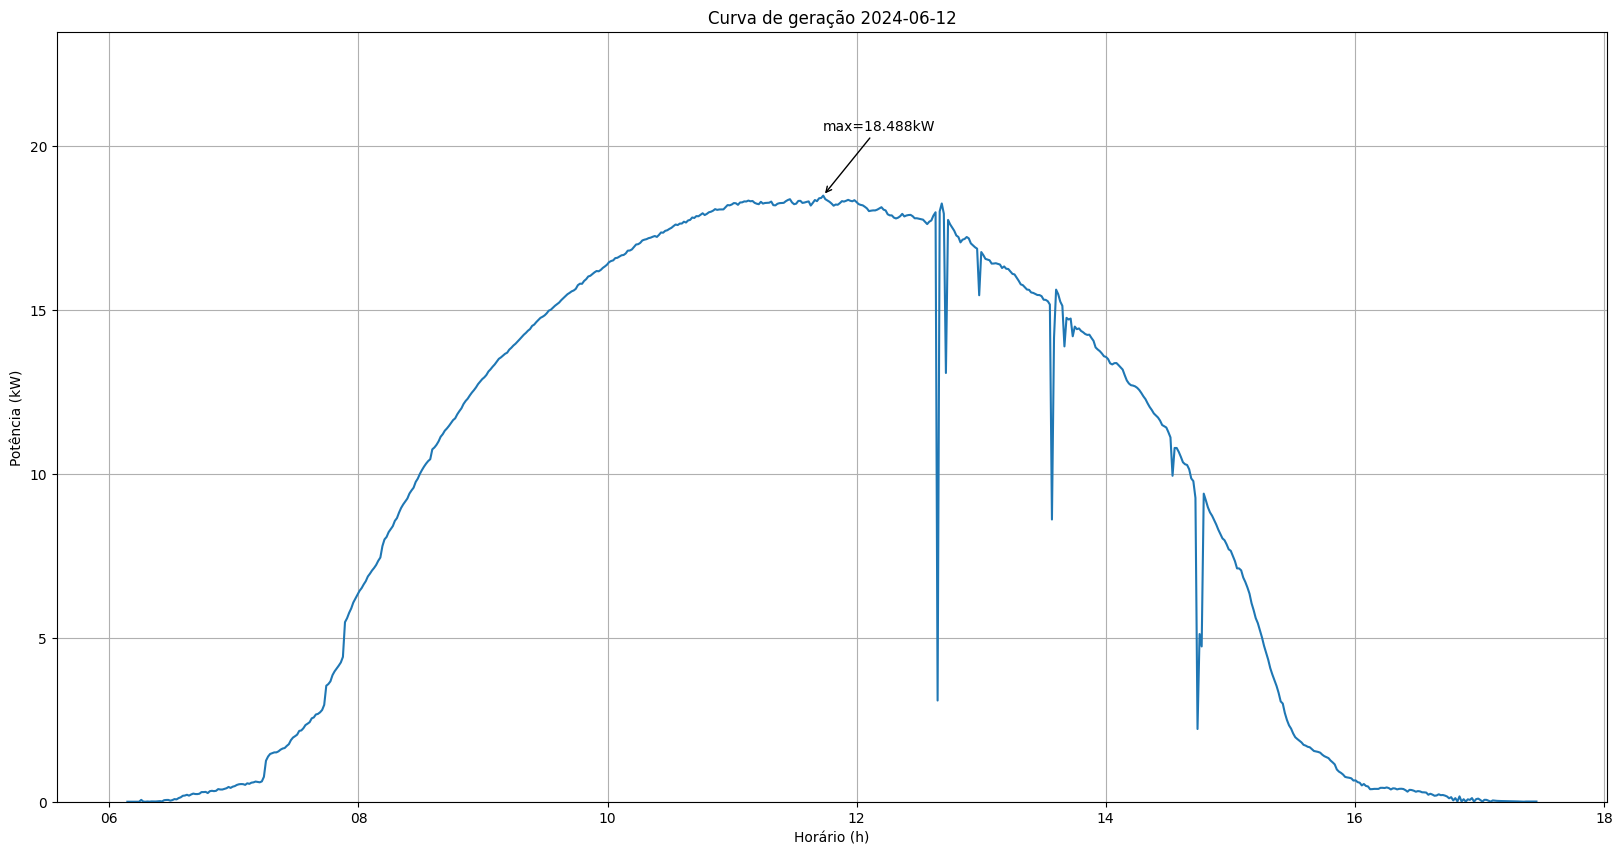 Curva de geração 2024-06-12
max=18.488kW
20
15
10
5
0
Potência (kW)
06 08 10 12 14 16 18
Horário (h)